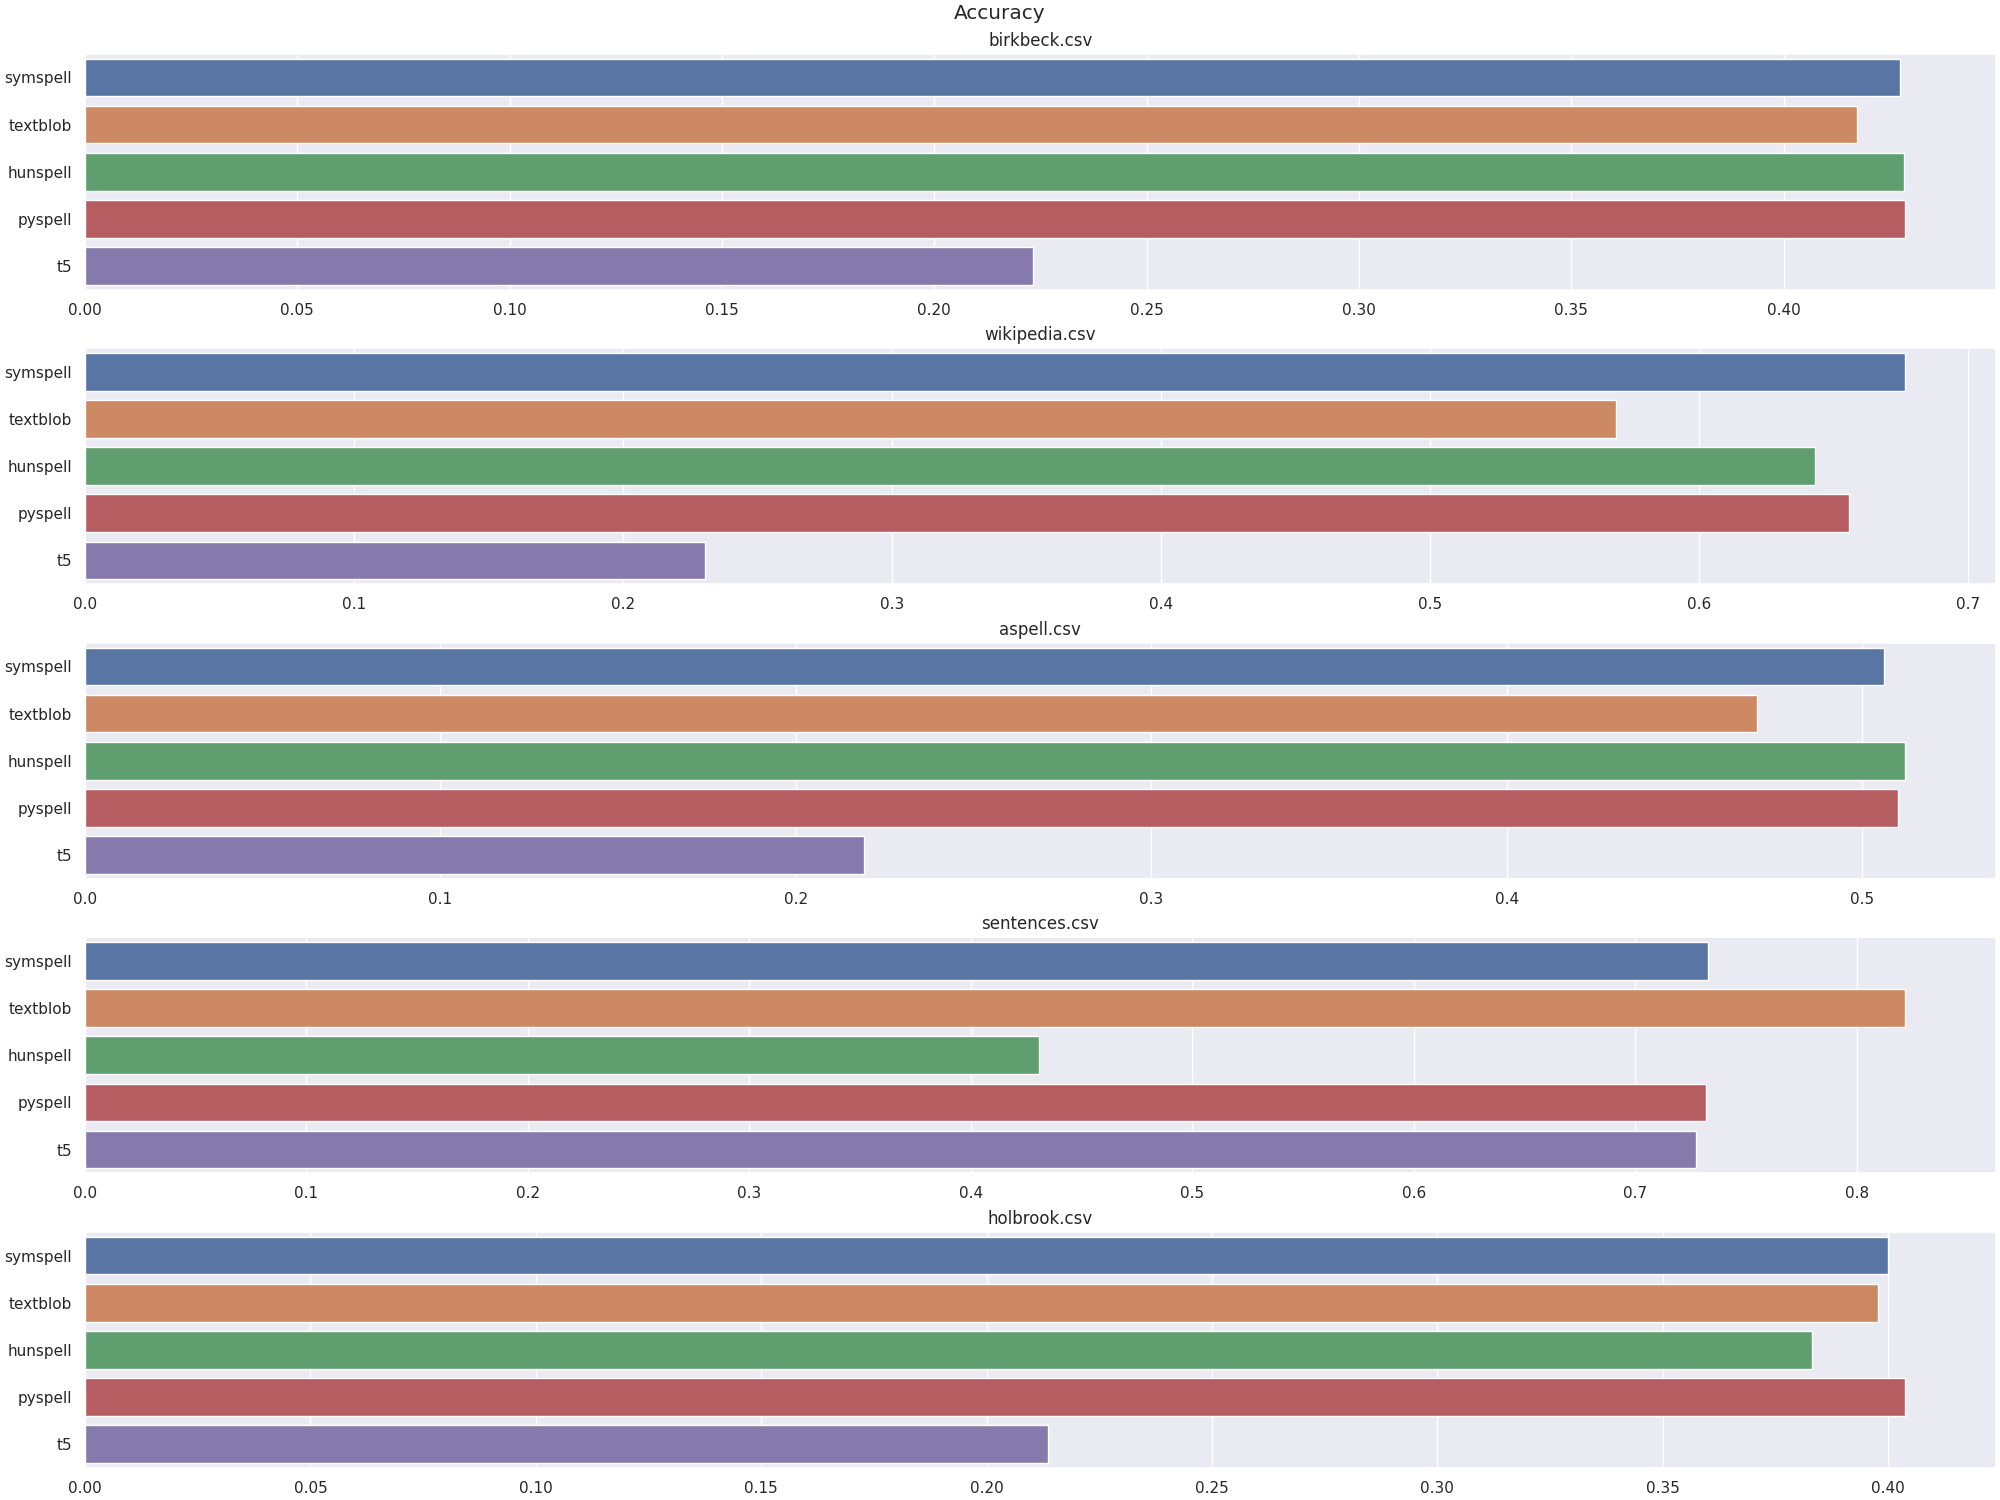 Accuracy
birkbeck.csv
symspell
textblob
hunspell
pyspell
t5
0.00 0.05 0.10 0.15 0.20 0.25 0.30 0.35 0.40
wikipedia.csv
symspell
textblob
hunspell
pyspell
t5
0.0 0.1 0.2 0.3 0.4 0.5 0.6 0.7
aspell.csv
symspell
textblob
hunspell
pyspell
t5
0.0 0.1 0.2 0.3 0.4 0.5
sentences.csv
symspell
textblob
hunspell
pyspell
t5
0.0 0.1 0.2 0.3 0.4 0.5 0.6 0.7 0.8
holbrook.csv
symspell
textblob
hunspell
pyspell
t5
0.00 0.05 0.10 0.15 0.20 0.25 0.30 0.35 0.40